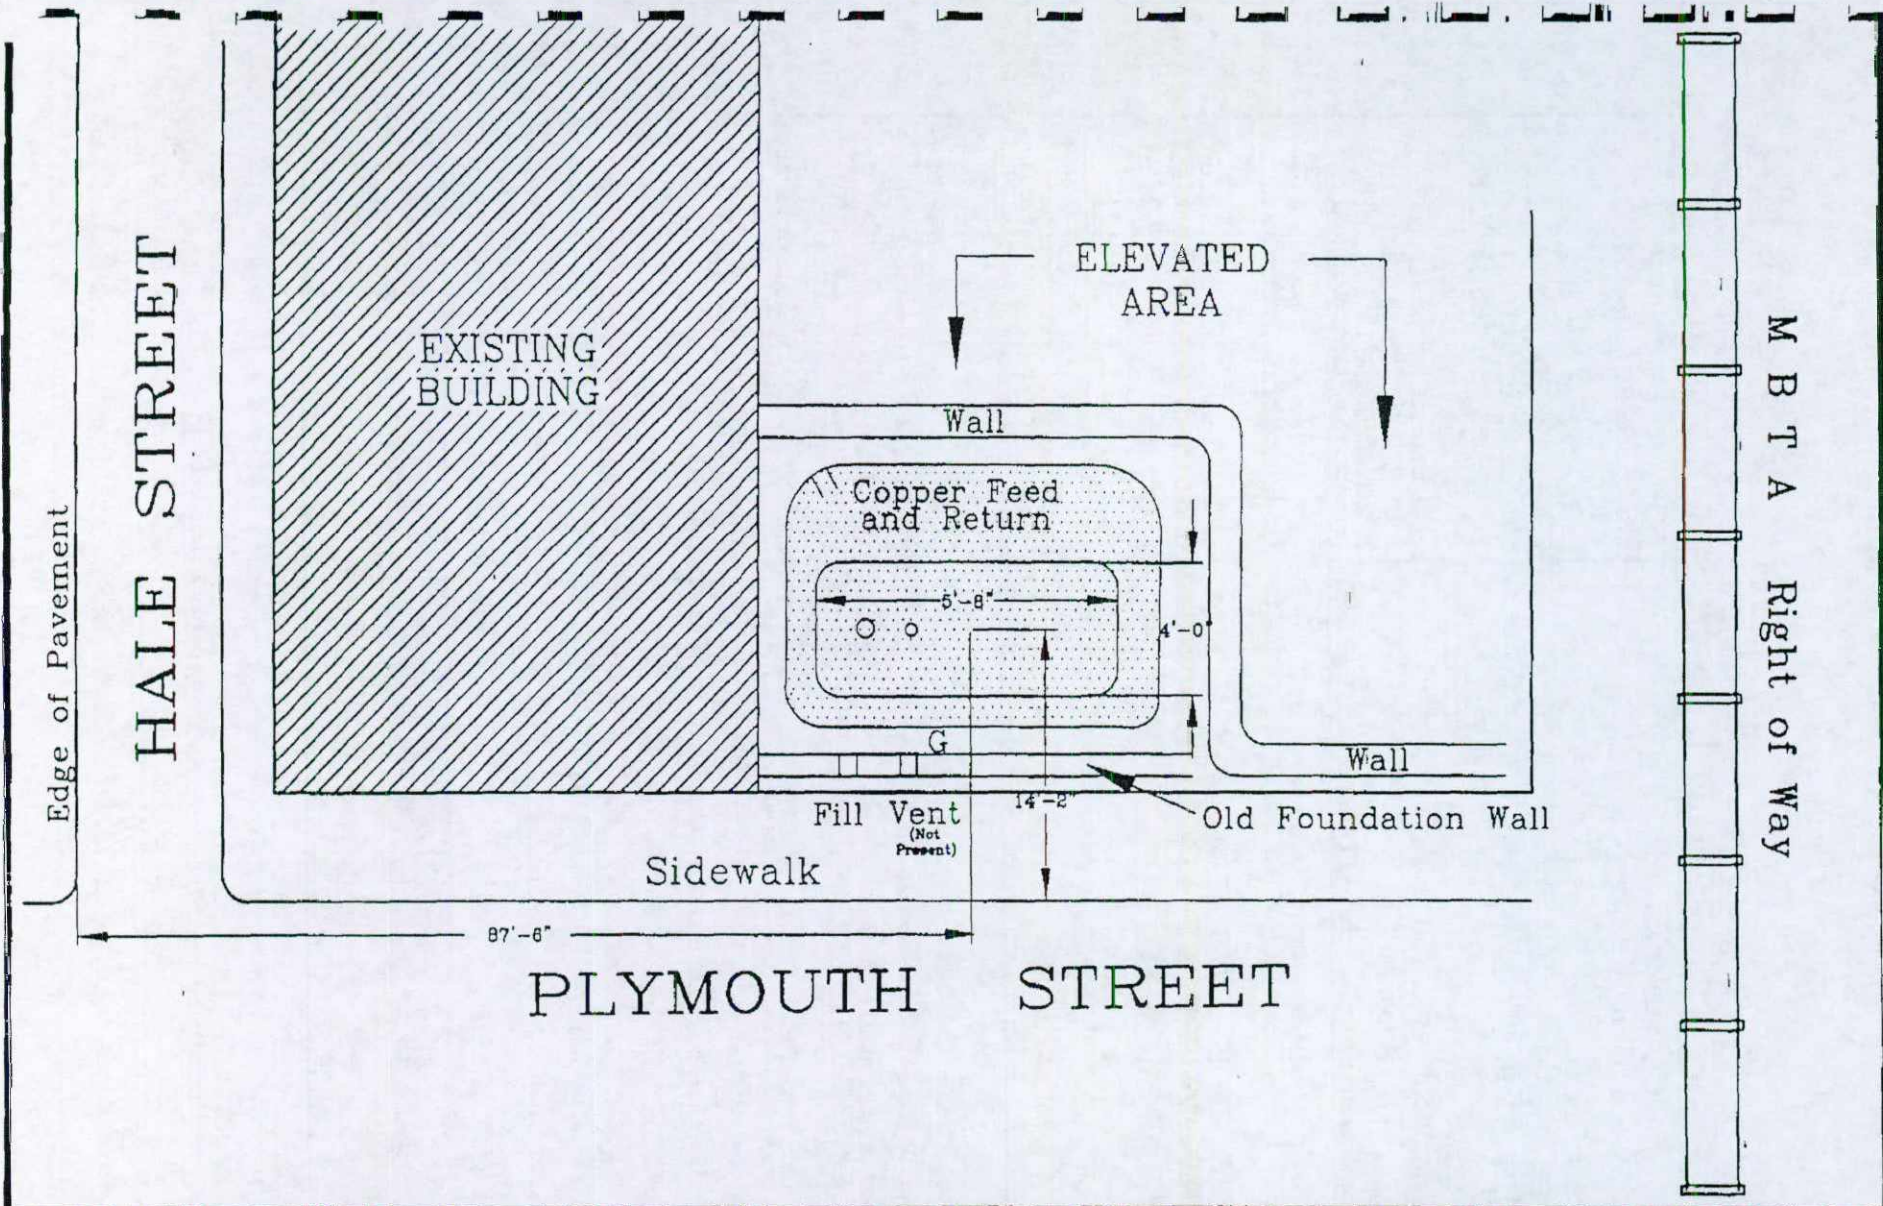 HALE STREET
Edge of Pavement
EXISTING
BUILDING
ELEVATED
AREA
Wall
Copper Feed
and Return
5'-8"
4'-0"
G
Wall
Fill Vent
(Not
Present)
14'-2"
Old Foundation Wall
Sidewalk
87'-6"
PLYMOUTH STREET
MBTA Right of Way